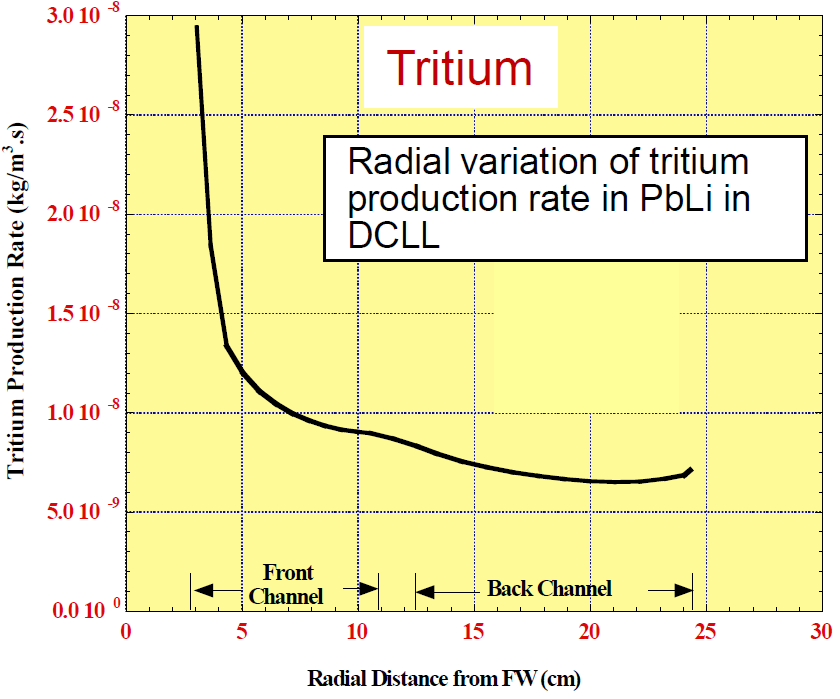 3.0 10 -8
Tritium
2.5 10 -8
Radial variation of tritium
production rate in PbLi in
DCLL
2.0 10 -8
1.5 10 -8
1.0 10 -8
5.0 10 -9
0.0 10 0
Tritium Production Rate (kg/m³.s)
Front
Channel
Back Channel
0 5 10 15 20 25 30
Radial Distance from FW (cm)